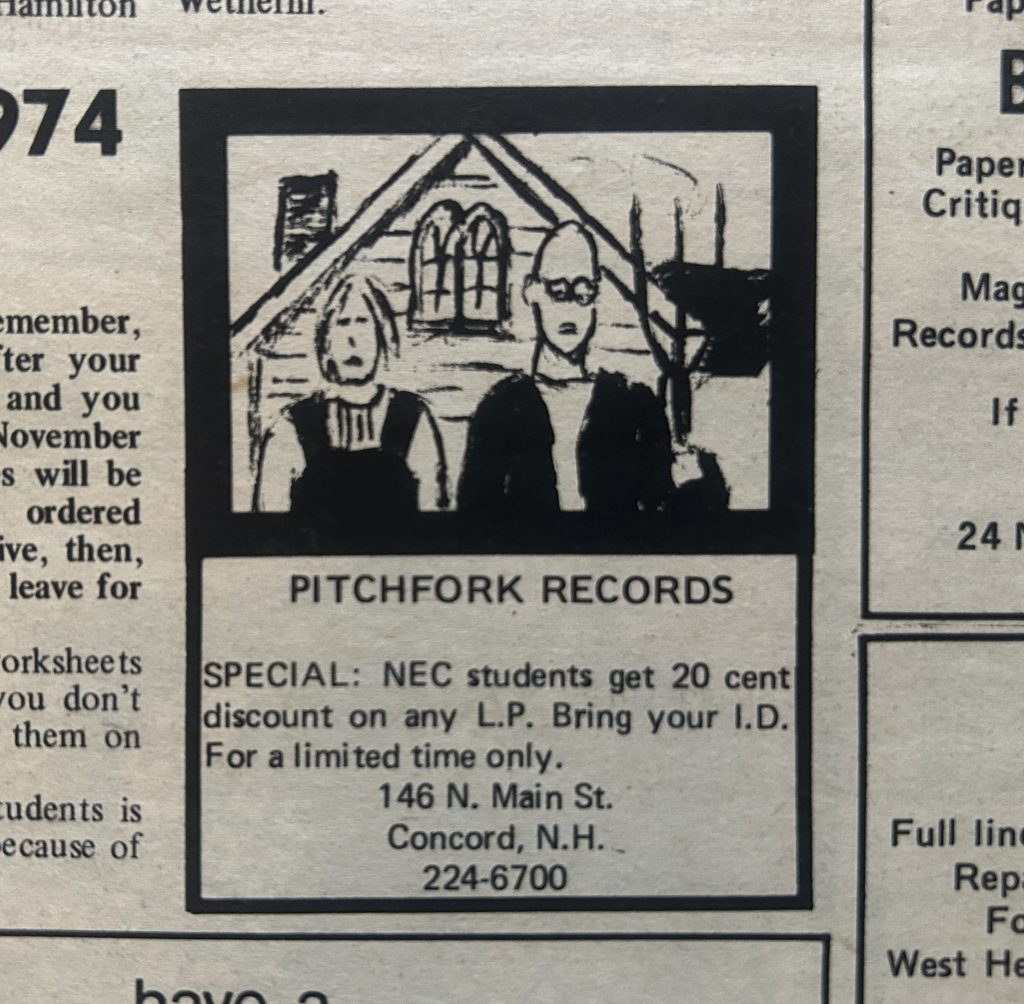 Hamilton Wetherill.
974
emember,
fter your
and you
November
s will be
ordered
ive, then,
leave for
orksheets
you don't
them on
tudents is
ecause of
PITCHFORK RECORDS
SPECIAL: NEC students get 20 cent
discount on any L.P. Bring your I.D.
For a limited time only.
146 N. Main St.
Concord, N.H.
224-6700
have a
Pap
B
Paper
Critiq
Mag
Records
If
24 N
Full line
Repa
Fo
West He